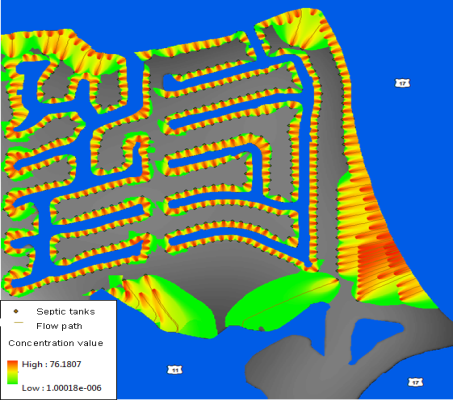 17
Septic tanks
Flow path
Concentration value
High : 76.1807
Low : 1.00018e-006
11
17